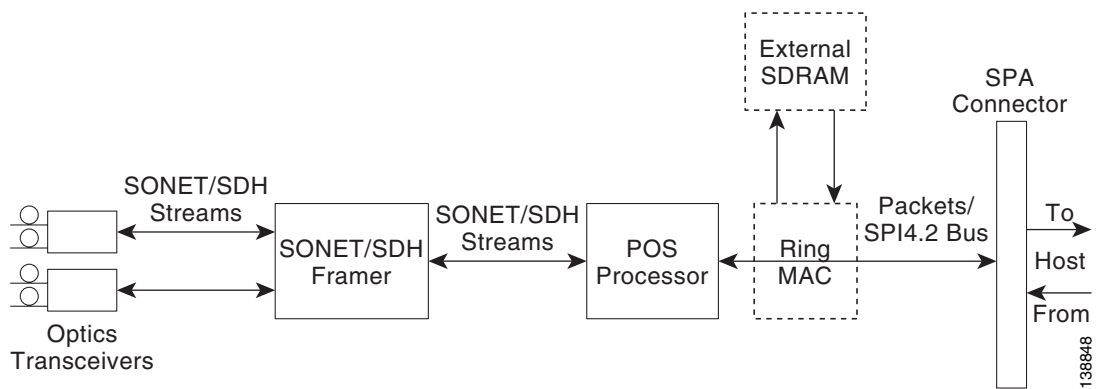 External
SDRAM
SPA
Connector
SONET/SDH
Streams
SONET/SDH
Streams
Packets/
SPI4.2 Bus
To
SONET/SDH
Framer
POS
Processor
Ring
MAC
Host
From
Optics
Transceivers
138848